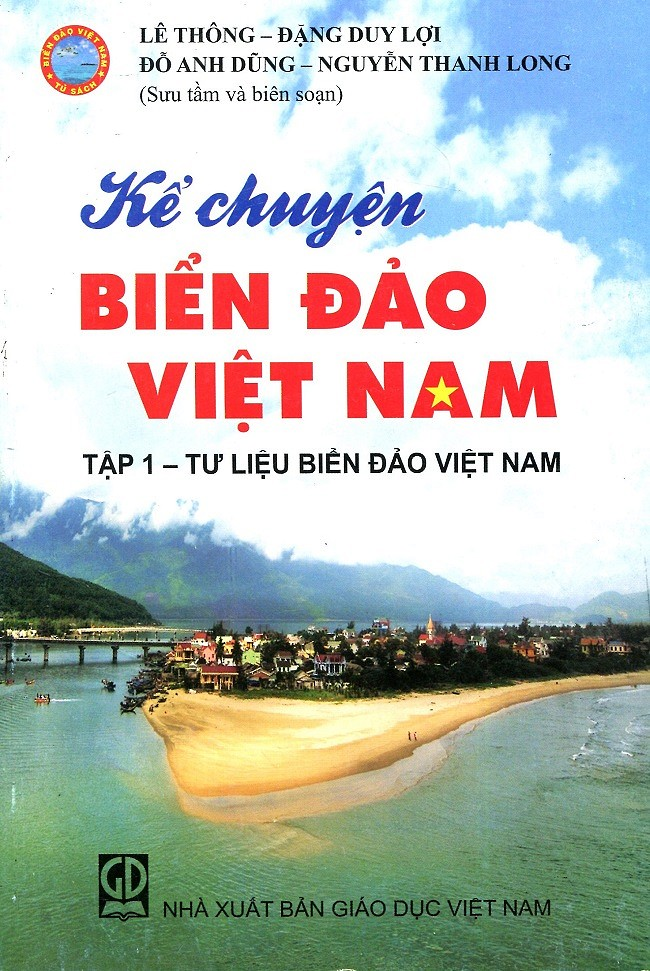 BIỂN ĐẢO VIỆT NAM
TỦ SÁCH
LÊ THÔNG – ĐẶNG DUY LỢI
ĐỖ ANH DŨNG – NGUYỄN THANH LONG
(Sưu tầm và biên soạn)
Kể chuyện
BIỂN ĐẢO
VIỆT NAM
TẬP 1 – TƯ LIỆU BIỂN ĐẢO VIỆT NAM
GD
NHÀ XUẤT BẢN GIÁO DỤC VIỆT NAM